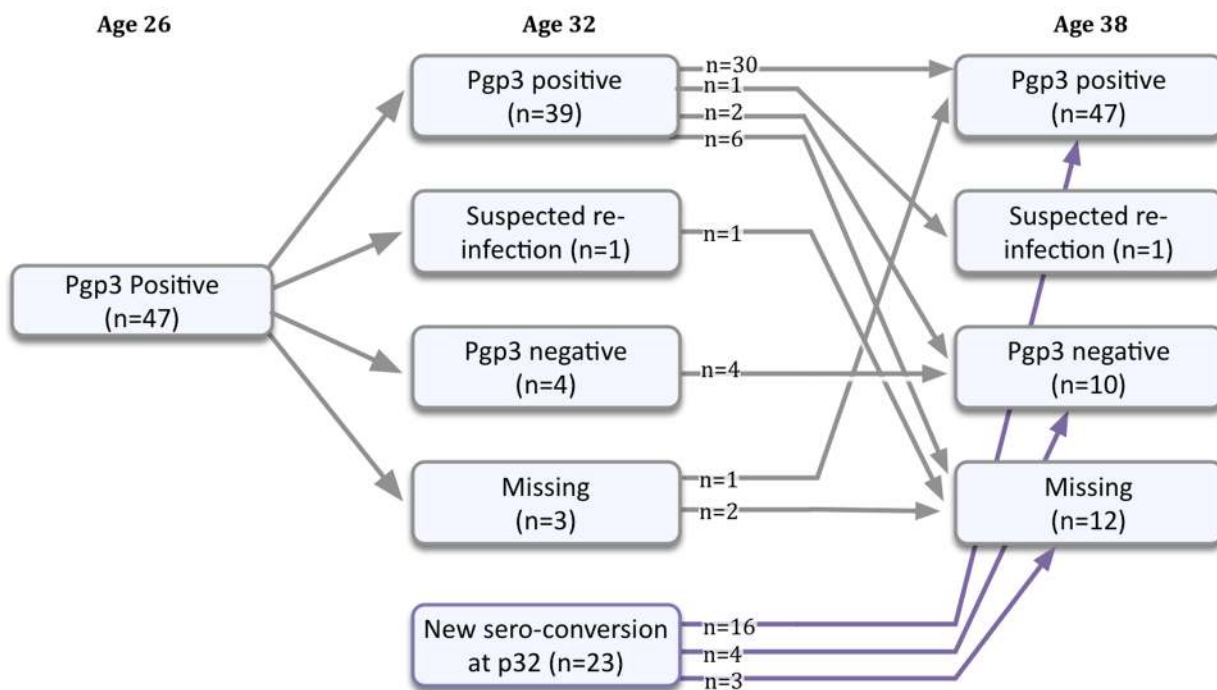 Age 26
Age 32
Age 38
Pgp3 Positive
(n=47)
Pgp3 positive
(n=39)
Suspected re-
infection (n=1)
Pgp3 negative
(n=4)
Missing
(n=3)
New sero-conversion
at p32 (n=23)
n=30
n=1
n=2
n=6
n=1
n=4
n=1
n=2
n=16
n=4
n=3
Pgp3 positive
(n=47)
Suspected re-
infection (n=1)
Pgp3 negative
(n=10)
Missing
(n=12)